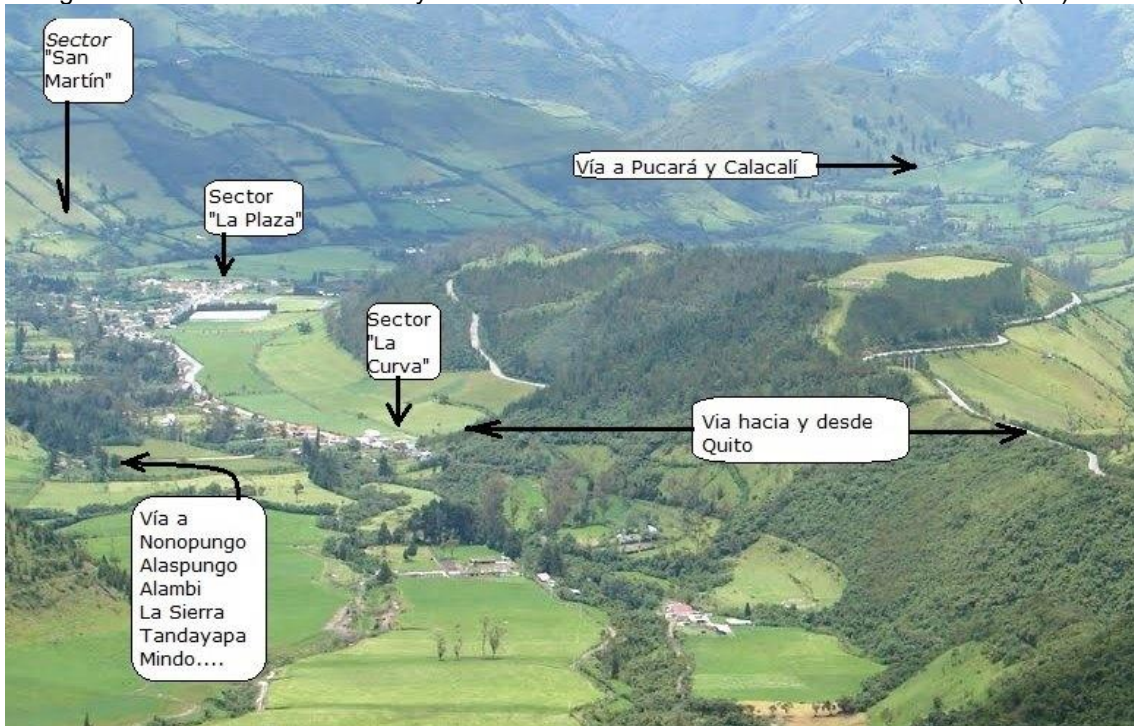 Sector
"San
Martín"
Vía a Pucará y Calacalí
Sector
"La Plaza"
Sector
"La
Curva"
Via hacia y desde
Quito
Vía a
Nonopungo
Alaspungo
Alambi
La Sierra
Tandayapa
Mindo....